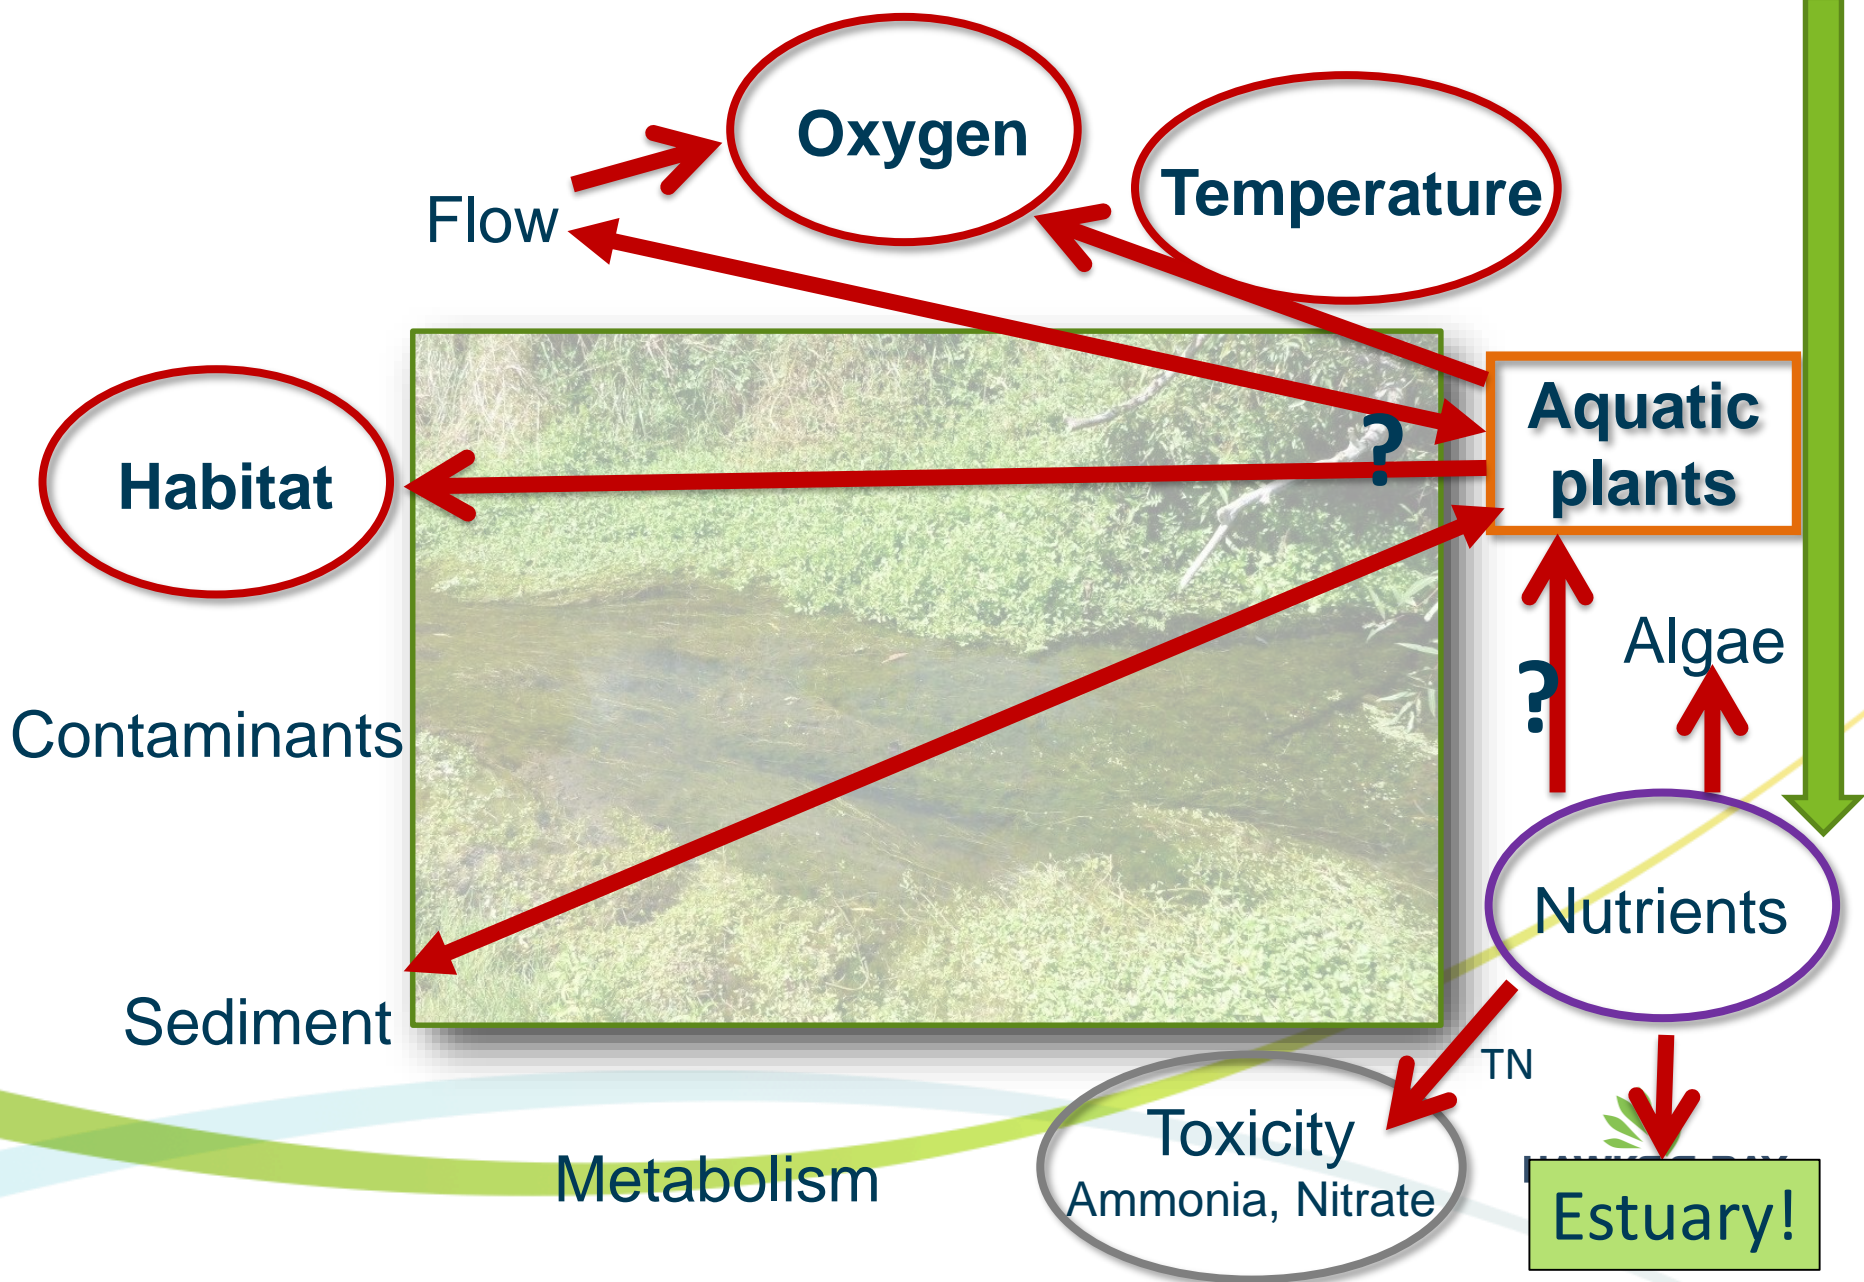 Oxygen
Temperature
Flow
Aquatic
plants
?
Habitat
Algae
?
Contaminants
Nutrients
Sediment
TN
Toxicity
Ammonia, Nitrate
Metabolism
Estuary!